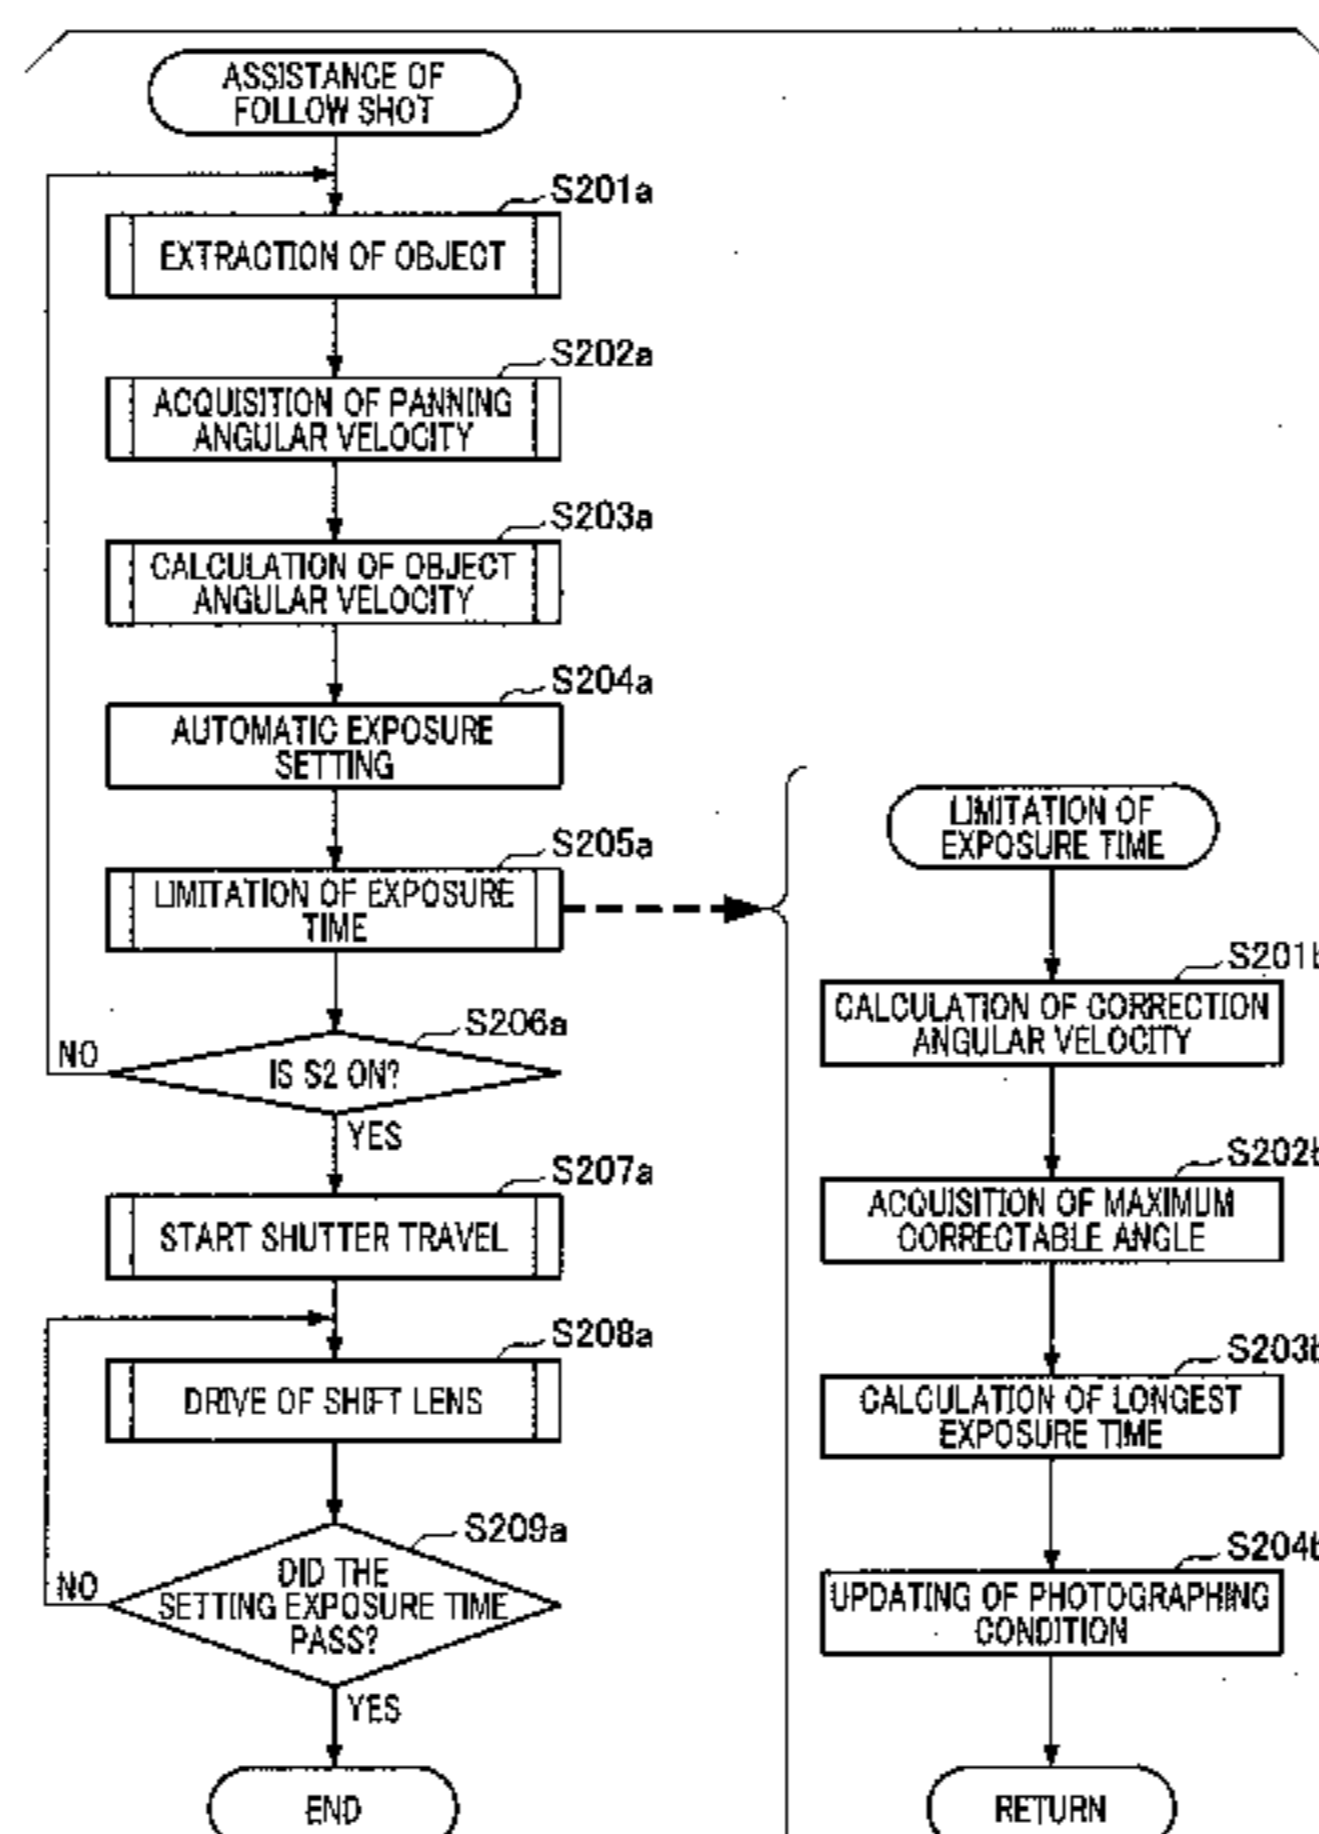 ASSISTANCE OF
FOLLOW SHOT
S201a
EXTRACTION OF OBJECT
S202a
ACQUISITION OF PANNING
ANGULAR VELOCITY
S203a
CALCULATION OF OBJECT
ANGULAR VELOCITY
S204a
AUTOMATIC EXPOSURE
SETTING
S205a
LIMITATION OF EXPOSURE
TIME
S206a
IS S2 ON?
NO
YES
S207a
START SHUTTER TRAVEL
S208a
DRIVE OF SHIFT LENS
S209a
DID THE
SETTING EXPOSURE TIME
PASS?
NO
YES
END
LIMITATION OF
EXPOSURE TIME
S201b
CALCULATION OF CORRECTION
ANGULAR VELOCITY
S202b
ACQUISITION OF MAXIMUM
CORRECTABLE ANGLE
S203b
CALCULATION OF LONGEST
EXPOSURE TIME
S204b
UPDATING OF PHOTOGRAPHING
CONDITION
RETURN